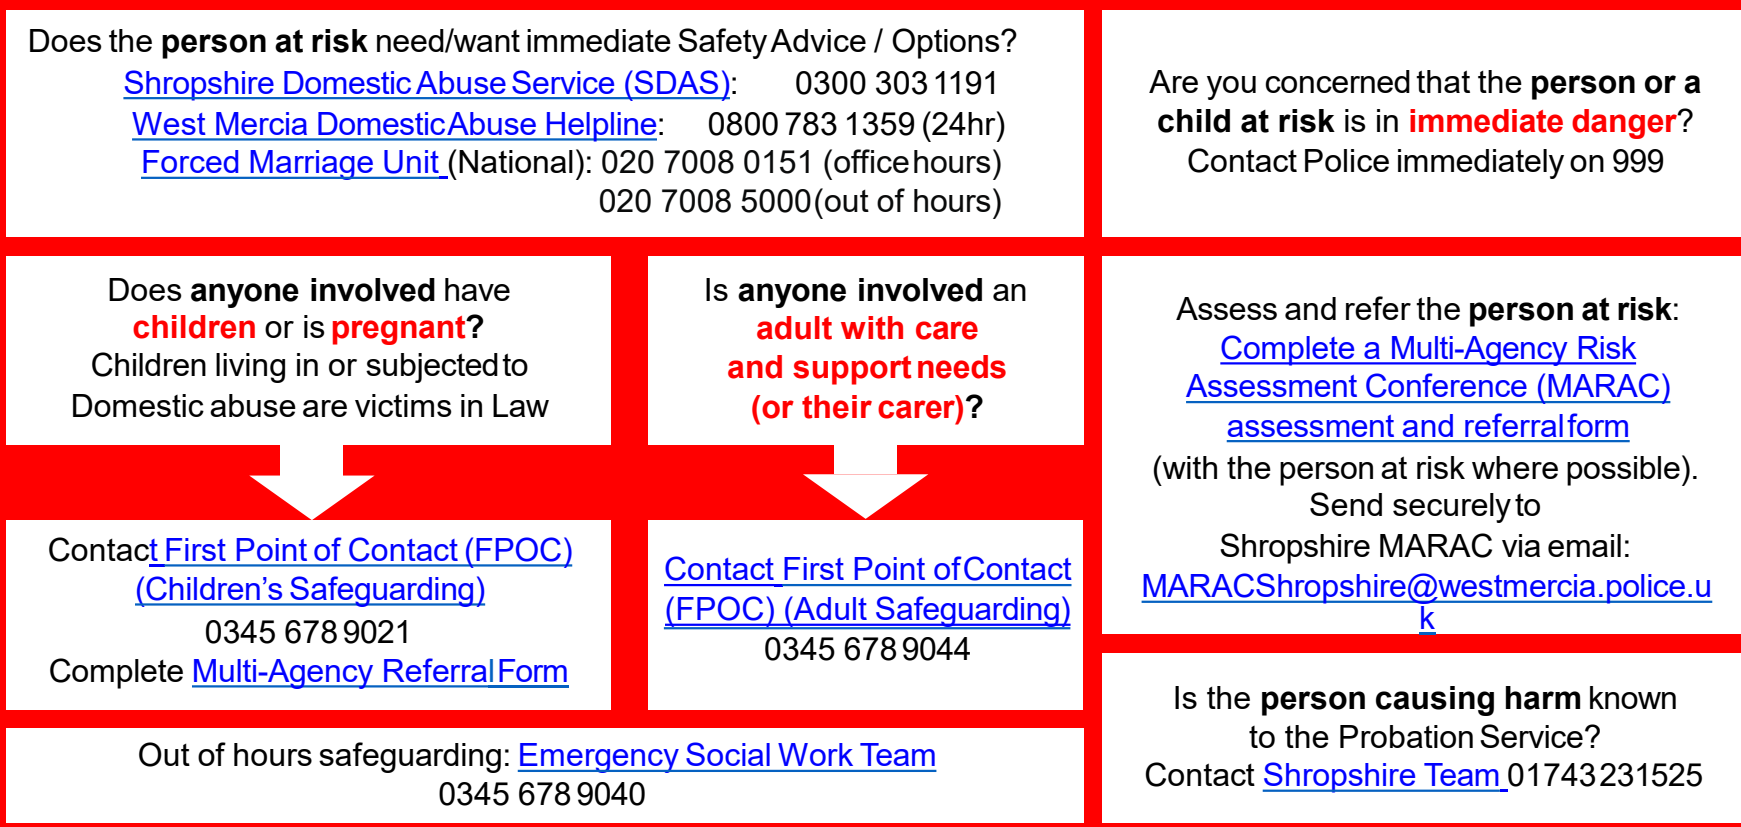 Does the person at risk need/want immediate Safety Advice / Options?
Shropshire Domestic Abuse Service (SDAS): 0300 303 1191
West Mercia Domestic Abuse Helpline: 0800 783 1359 (24hr)
Forced Marriage Unit (National): 020 7008 0151 (office hours)
020 7008 5000 (out of hours)
Are you concerned that the person or a
child at risk is in immediate danger?
Contact Police immediately on 999
Does anyone involved have
children or is pregnant?
Children living in or subjected to
Domestic abuse are victims in Law
Is anyone involved an
adult with care
and support needs
(or their carer)?
Assess and refer the person at risk:
Complete a Multi-Agency Risk
Assessment Conference (MARAC)
assessment and referral form
(with the person at risk where possible).
Send securely to
Shropshire MARAC via email:
MARACShropshire@westmercia.police.u
k
Contact First Point of Contact (FPOC)
(Children's Safeguarding)
0345 678 9021
Complete Multi-Agency Referral Form
Contact First Point of Contact
(FPOC) (Adult Safeguarding)
0345 678 9044
Out of hours safeguarding: Emergency Social Work Team
0345 678 9040
Is the person causing harm known
to the Probation Service?
Contact Shropshire Team 01743 231525